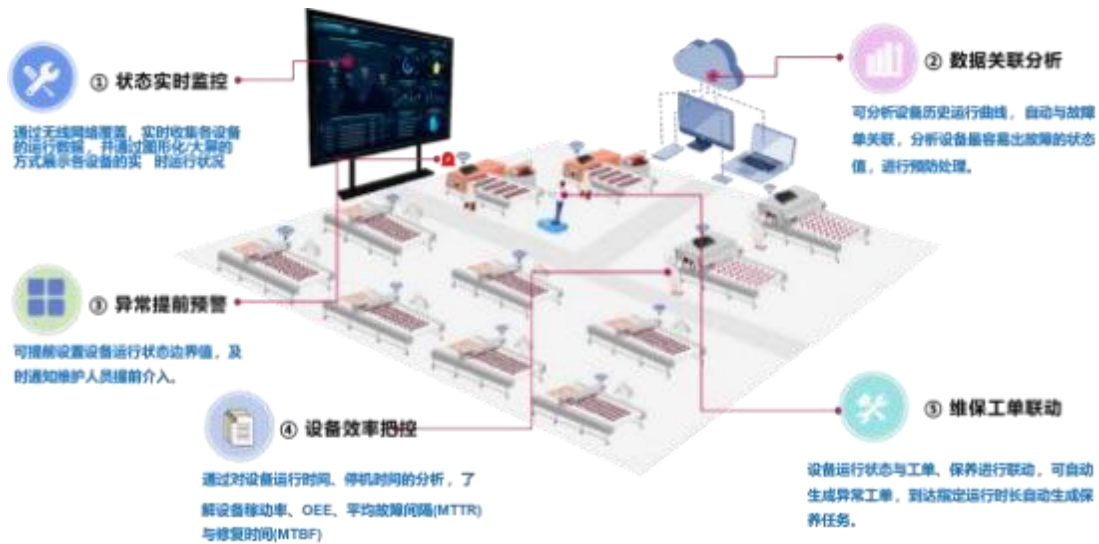 ① 状态实时监控
通过无线网络覆盖，实时收集各设备
的运行数据，并通过图形化/大屏的
方式展示各设备的实 时运行状况
② 数据关联分析
可分析设备历史运行曲线，自动与故障
单关联，分析设备最容易出故障的状态
值，进行预防处理。
③ 异常提前预警
可提前设置设备运行状态边界值，及
时通知维护人员提前介入。
④ 设备效率把控
通过对设备运行时间、停机时间的分析，了
解设备稼动率、OEE、平均故障间隔(MTTR)
与修复时间(MTBF)
⑤ 维保工单联动
设备运行状态与工单、保养进行联动，可自动
生成异常工单，到达指定运行时长自动生成保
养任务。